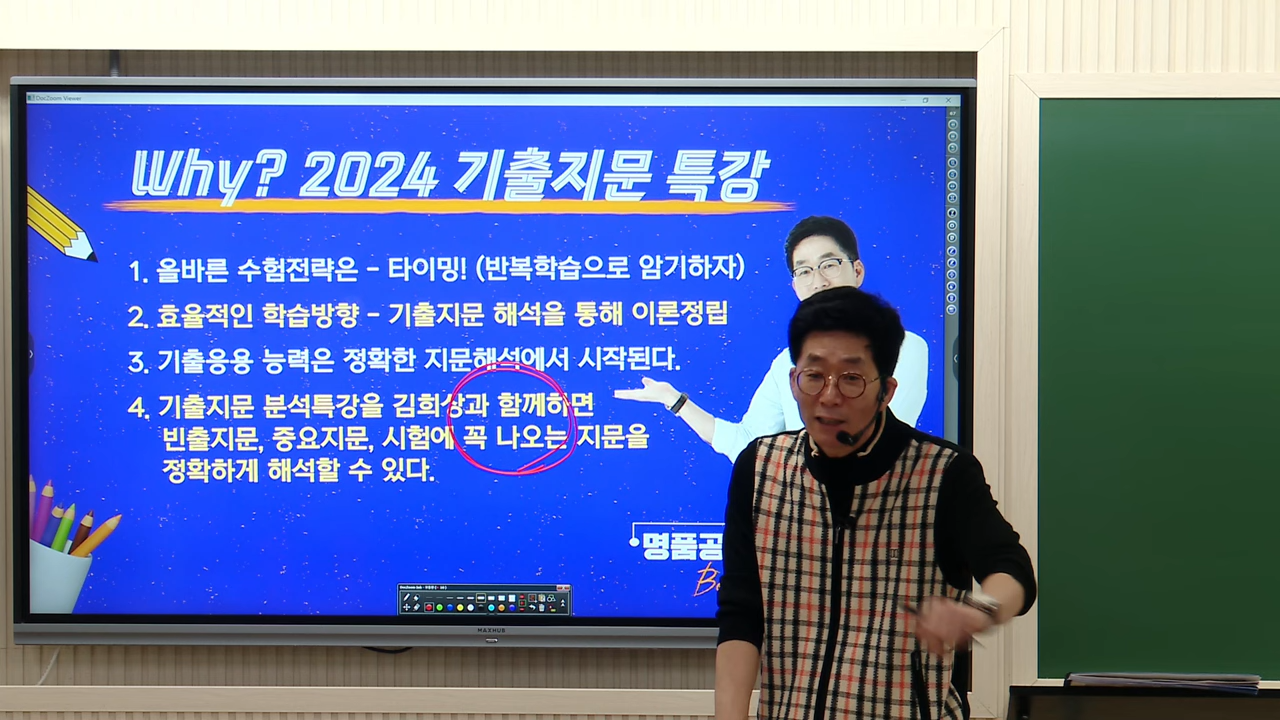 DocZoom Viewer
Why? 2024 기출지문 특강
1. 올바른 수험전략은 - 타이밍! (반복학습으로 암기하자)
2. 효율적인 학습방향 - 기출지문 해석을 통해 이론정립
3. 기출응용 능력은 정확한 지문해석에서 시작된다.
4. 기출지문 분석특강을 김희상과 함께하면
빈출지문, 중요지문, 시험에 꼭 나오는 지문을
정확하게 해석할 수 있다.
명품공
MAXHUB